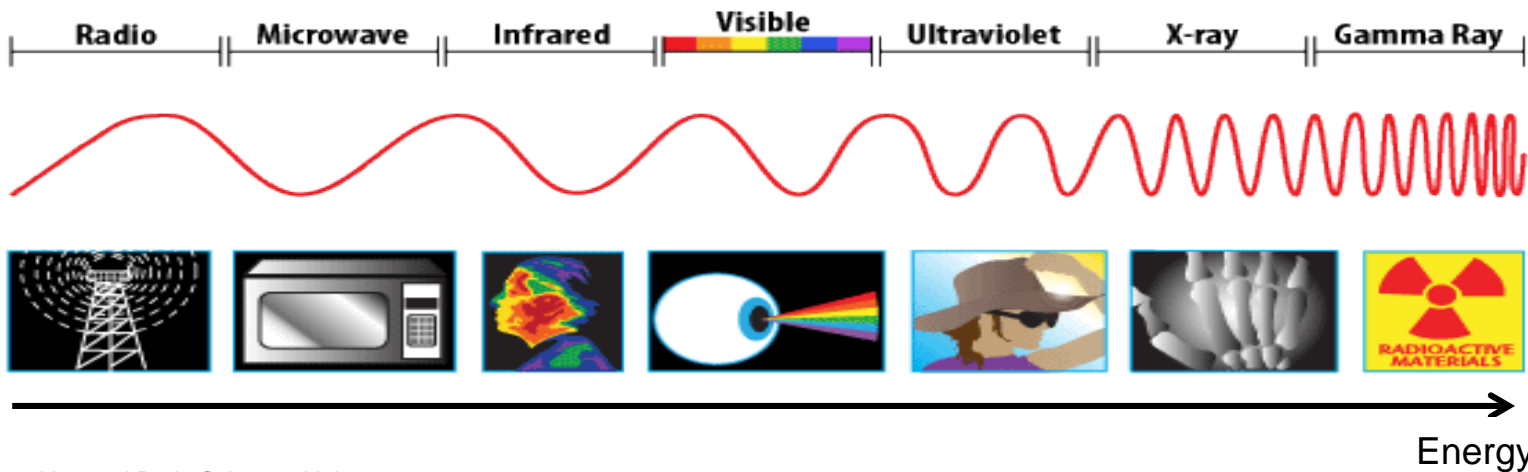 Radio Microwave Infrared Visible Ultraviolet X-ray Gamma Ray
RADIOACTIVE
MATERIALS
Energy